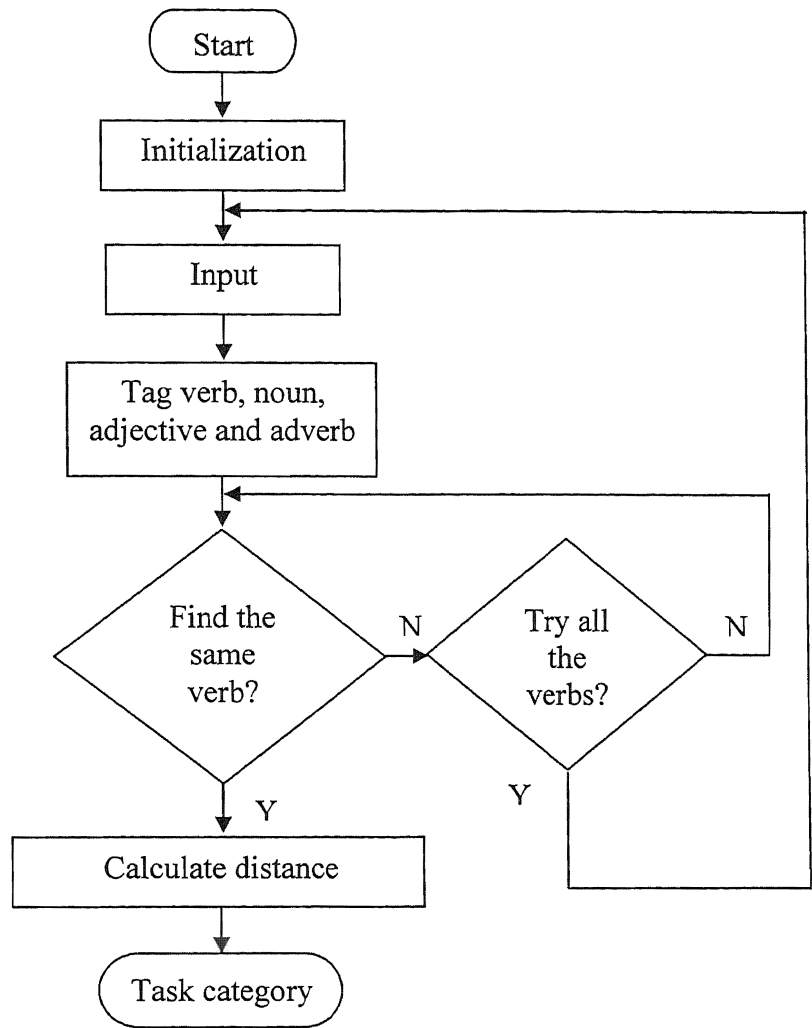 Start
Initialization
Input
Tag verb, noun,
adjective and adverb
Find the
same
verb?
N
Try all
the
verbs?
N
Y
Y
Calculate distance
Task category